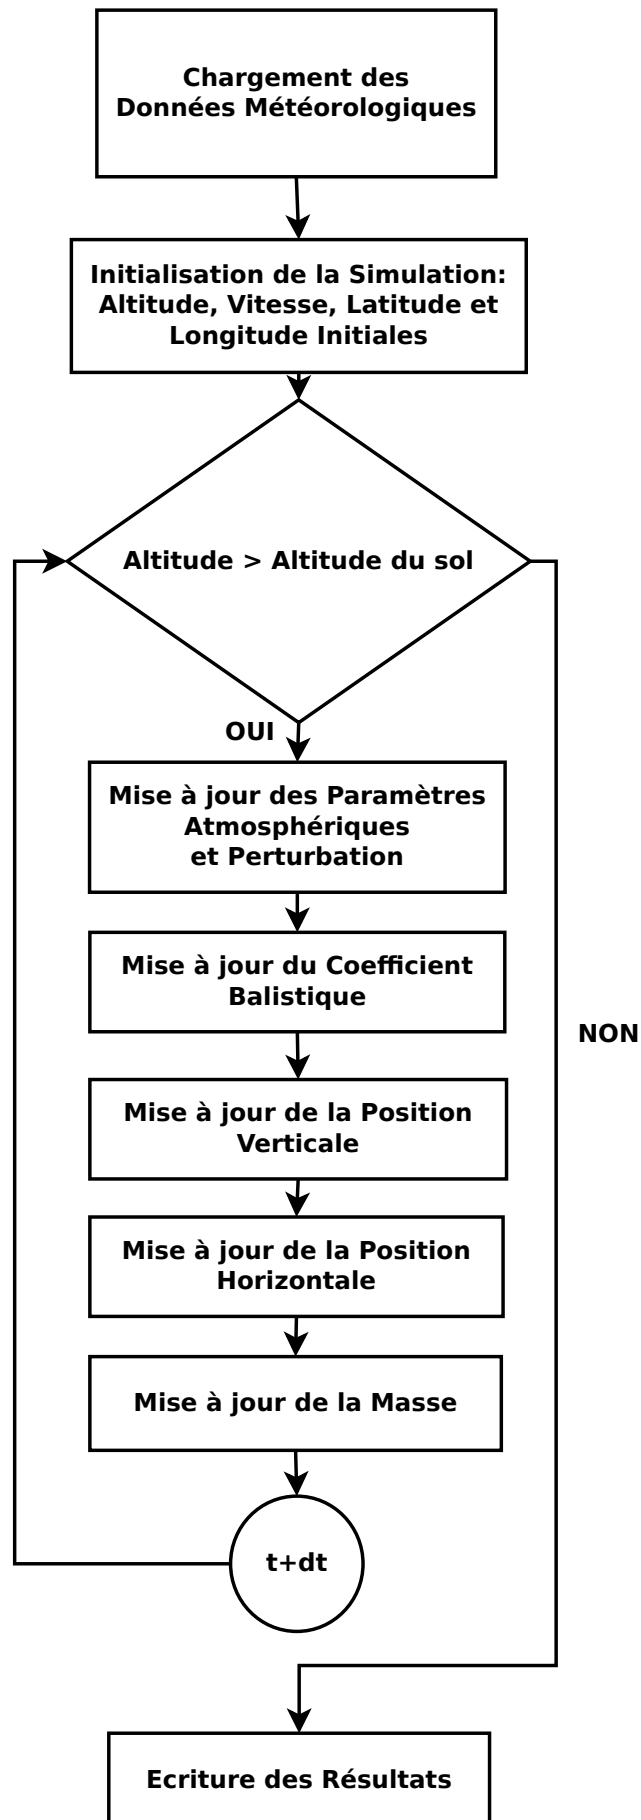 Chargement des
Données Météorologiques
Initialisation de la Simulation:
Altitude, Vitesse, Latitude et
Longitude Initiales
Altitude > Altitude du sol
OUI
Mise à jour des Paramètres
Atmosphériques
et Perturbation
Mise à jour du Coefficient
Balistique
NON
Mise à jour de la Position
Verticale
Mise à jour de la Position
Horizontale
Mise à jour de la Masse
t+dt
Ecriture des Résultats